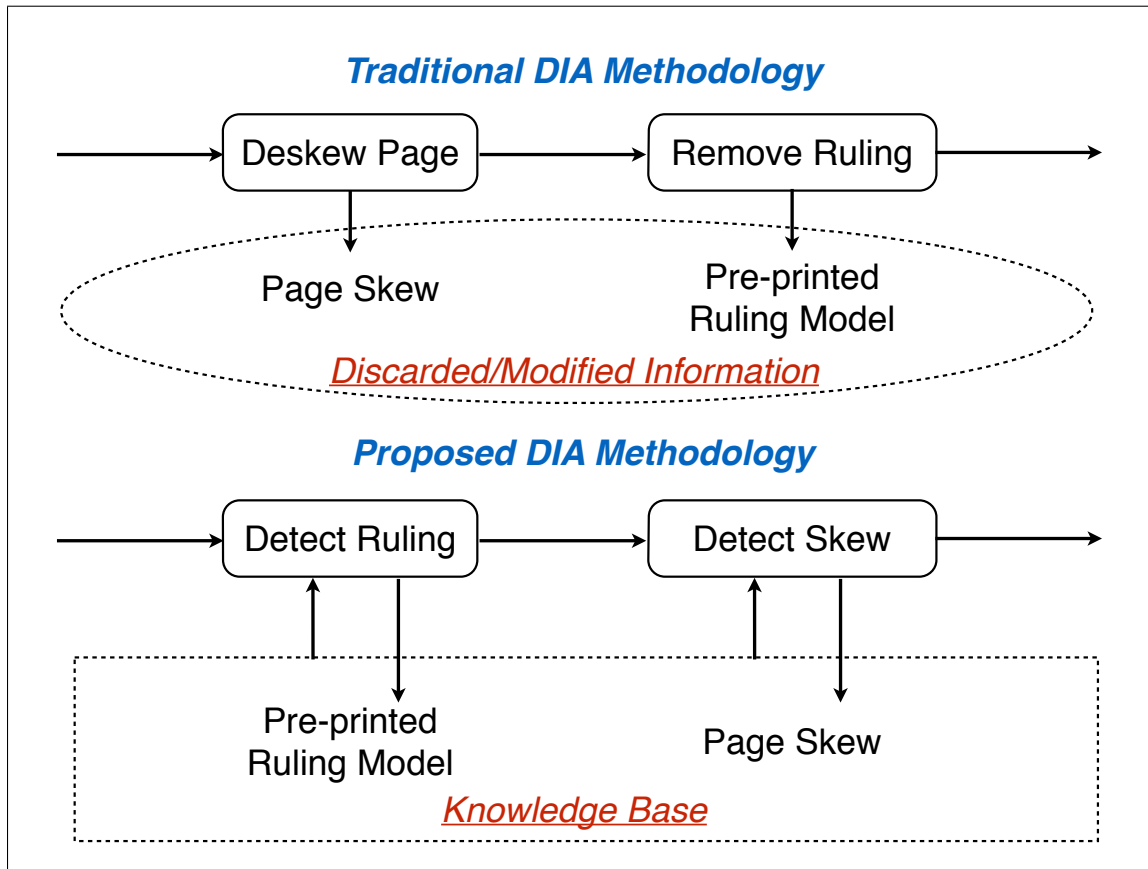 Traditional DIA Methodology
Deskew Page
Remove Ruling
Page Skew
Pre-printed
Ruling Model
Discarded/Modified Information
Proposed DIA Methodology
Detect Ruling
Detect Skew
Pre-printed
Ruling Model
Page Skew
Knowledge Base